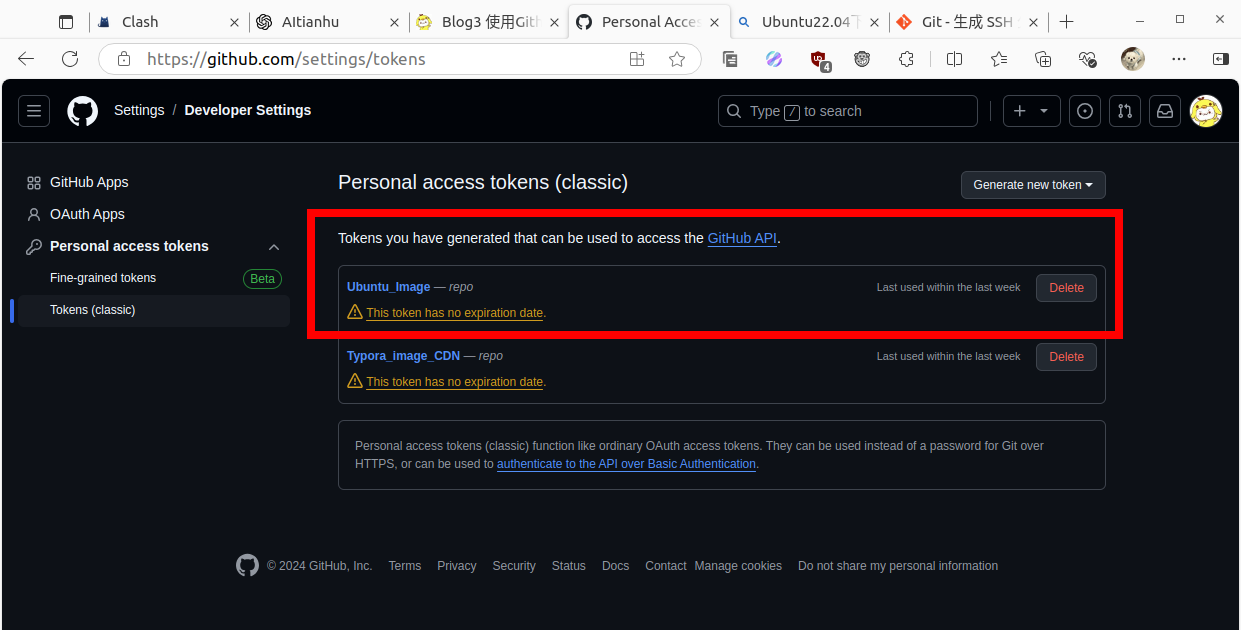 Clash
AItianhu
Blog3 使用Gith
Personal Acces
Ubuntu22.04下
Git - 生成 SSH
https://github.com/settings/tokens
4
Settings / Developer Settings
Type / to search
GitHub Apps
OAuth Apps
Personal access tokens
Fine-grained tokens Beta
Tokens (classic)
Personal access tokens (classic)
Generate new token
Tokens you have generated that can be used to access the GitHub API.
Ubuntu_Image — repo
Last used within the last week
Delete
This token has no expiration date.
Typora_image_CDN — repo
Last used within the last week
Delete
This token has no expiration date.
Personal access tokens (classic) function like ordinary OAuth access tokens. They can be used instead of a password for Git over
HTTPS, or can be used to authenticate to the API over Basic Authentication.
© 2024 GitHub, Inc. Terms Privacy Security Status Docs Contact Manage cookies Do not share my personal information